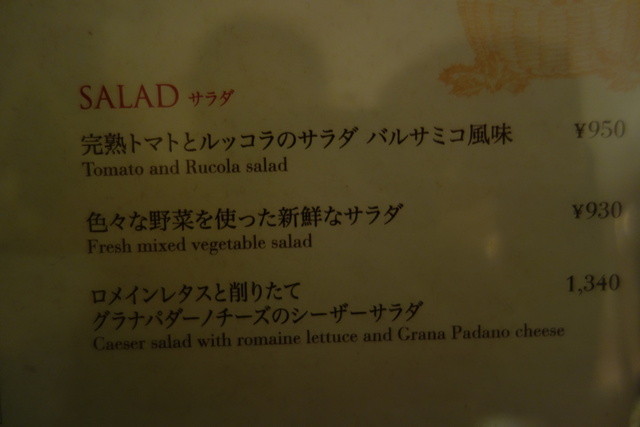 SALAD サラダ
完熟トマトとルッコラのサラダ バルサミコ風味 ¥950
Tomato and Rucola salad
色々な野菜を使った新鮮なサラダ ¥930
Fresh mixed vegetable salad
ロメインレタスと削りたて 1,340
グラナパダーノチーズのシーザーサラダ
Caeser salad with romaine lettuce and Grana Padano cheese